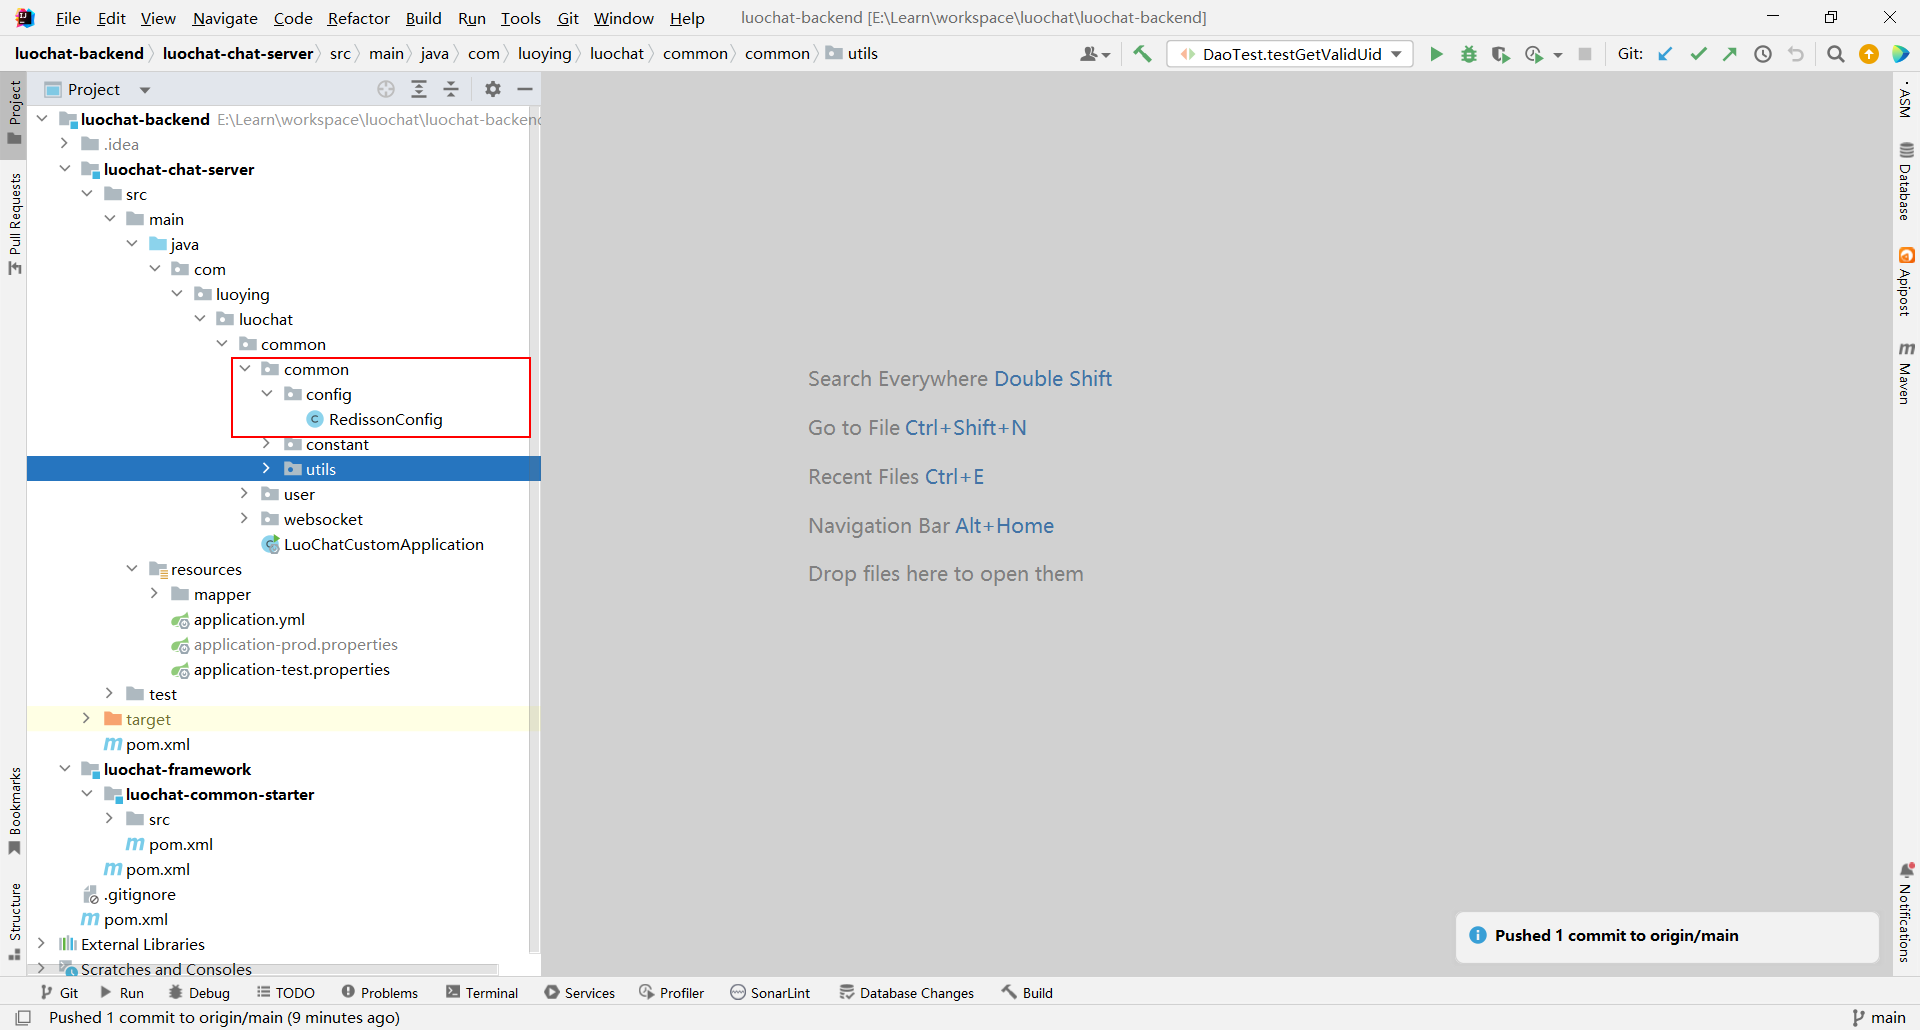 File Edit View Navigate Code Refactor Build Run Tools Git Window Help luochat-backend [E:\Learn\workspace\luochat\luochat-backend]
luochat-backend luochat-chat-server src main java com luoying luochat common common utils DaoTest.testGetValidUid Git:
Project
luochat-backend E:\Learn\workspace\luochat\luochat-backend
.idea
luochat-chat-server
src
main
java
com
luoying
luochat
common
common
config
RedissonConfig
constant
utils
user
websocket
LuoChatCustomApplication
resources
mapper
application.yml
application-prod.properties
application-test.properties
test
target
pom.xml
luochat-framework
luochat-common-starter
src
pom.xml
pom.xml
.gitignore
pom.xml
External Libraries
Scratches and Consoles
Project
Pull Requests
Bookmarks
Structure
Search Everywhere Double Shift
Go to File Ctrl+Shift+N
Recent Files Ctrl+E
Navigation Bar Alt+Home
Drop files here to open them
ASM
Database
Apipost
Maven
Notifications
Pushed 1 commit to origin/main
Git Run Debug TODO Problems Terminal Services Profiler SonarLint Database Changes Build
Pushed 1 commit to origin/main (9 minutes ago) main